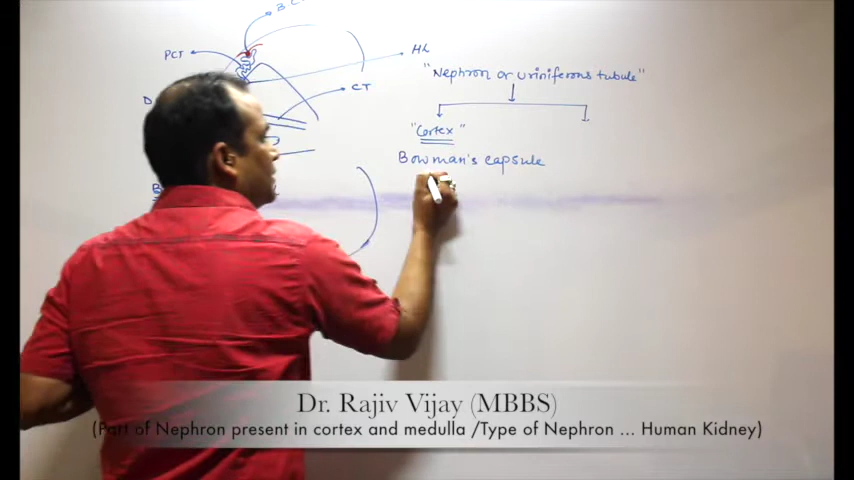 B C
PCT
HL
"Nephron or uriniferous tubule"
D
CT
"Cortex"
Bowman's capsule
B
Dr. Rajiv Vijay (MBBS)
(Part of Nephron present in cortex and medulla /Type of Nephron ... Human Kidney)